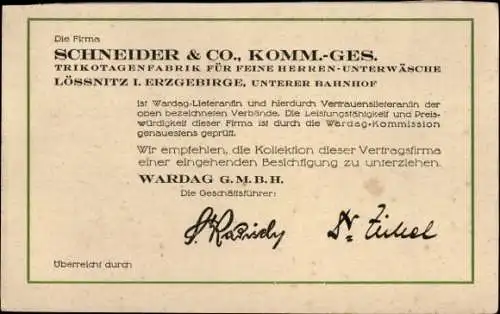 Die Firma
SCHNEIDER & CO., KOMM.-GES.
TRIKOTAGENFABRIK FÜR FEINE HERREN-UNTERWÄSCHE
LÖSSNITZ I. ERZGEBIRGE, UNTERER BAHNHOF
ist Wardag-Lieferantin und hierdurch Vertrauenslieferantin der
oben bezeichneten Verbände. Die Leistungsfähigkeit und Preis-
würdigkeit dieser Firma ist durch die Wardag-Kommission
genauestens geprüft.
Wir empfehlen, die Kollektion dieser Vertragsfirma
einer eingehenden Besichtigung zu unterziehen.
WARDAG G.M.B.H.
Die Geschäftsführer:
Dr.
Überreicht durch